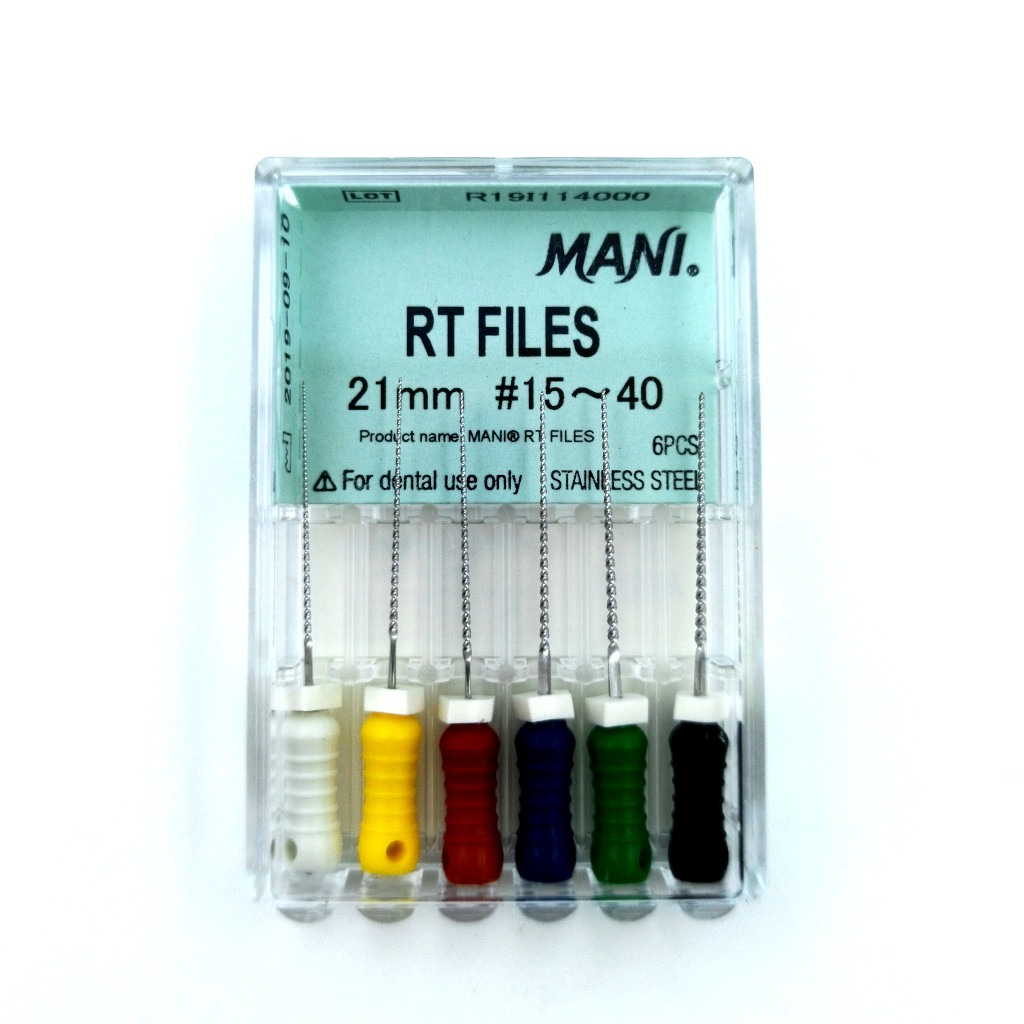 LOT R19I114000
2019-09-10
MANI®
RT FILES
21mm #15～40
Product name: MANI® RT FILES
6PCS
For dental use only STAINLESS STEEL